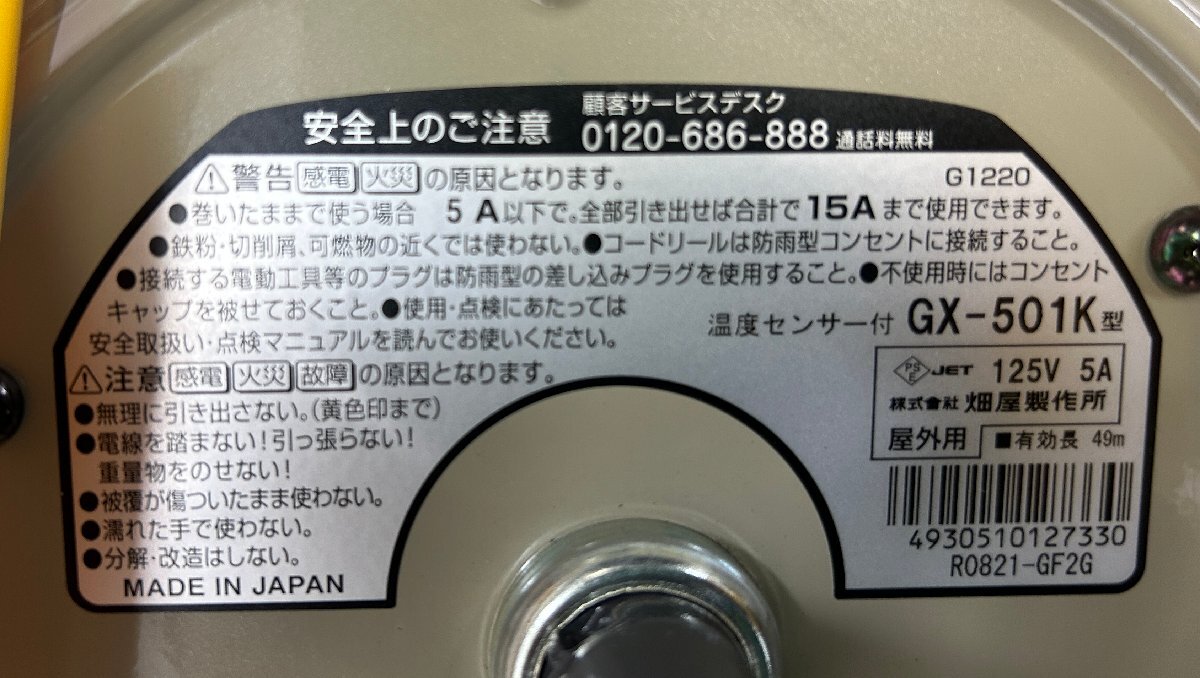 安全上のご注意
顧客サービスデスク
0120-686-888 通話料無料
⚠警告 感電 火災 の原因となります。
G1220
●巻いたままで使う場合 5A以下で。全部引き出せば合計で15Aまで使用できます。
●鉄粉・切削屑、可燃物の近くでは使わない。●コードリールは防雨型コンセントに接続すること。
●接続する電動工具等のプラグは防雨型の差し込みプラグを使用すること。●不使用時にはコンセント
キャップを被せておくこと。●使用・点検にあたっては
安全取扱い・点検マニュアルを読んでお使いください。
⚠注意 感電 火災 故障 の原因となります。
●無理に引き出さない。(黄色印まで)
●電線を踏まない!引っ張らない!
重量物をのせない!
●被覆が傷ついたまま使わない。
●濡れた手で使わない。
●分解・改造はしない。
MADE IN JAPAN
温度センサー付 GX-501K型
PSE JET 125V 5A
株式会社 畑屋製作所
屋外用 ■有効長 49m
4930510127330
R0821-GF2G